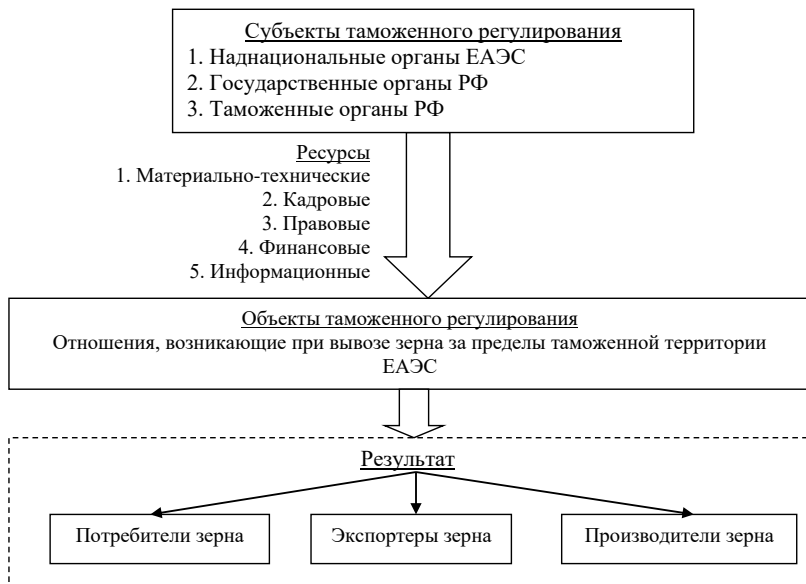 Субъекты таможенного регулирования
1. Наднациональные органы ЕАЭС
2. Государственные органы РФ
3. Таможенные органы РФ
Ресурсы
1. Материально-технические
2. Кадровые
3. Правовые
4. Финансовые
5. Информационные
Объекты таможенного регулирования
Отношения, возникающие при вывозе зерна за пределы таможенной территории
ЕАЭС
Результат
Потребители зерна
Экспортеры зерна
Производители зерна